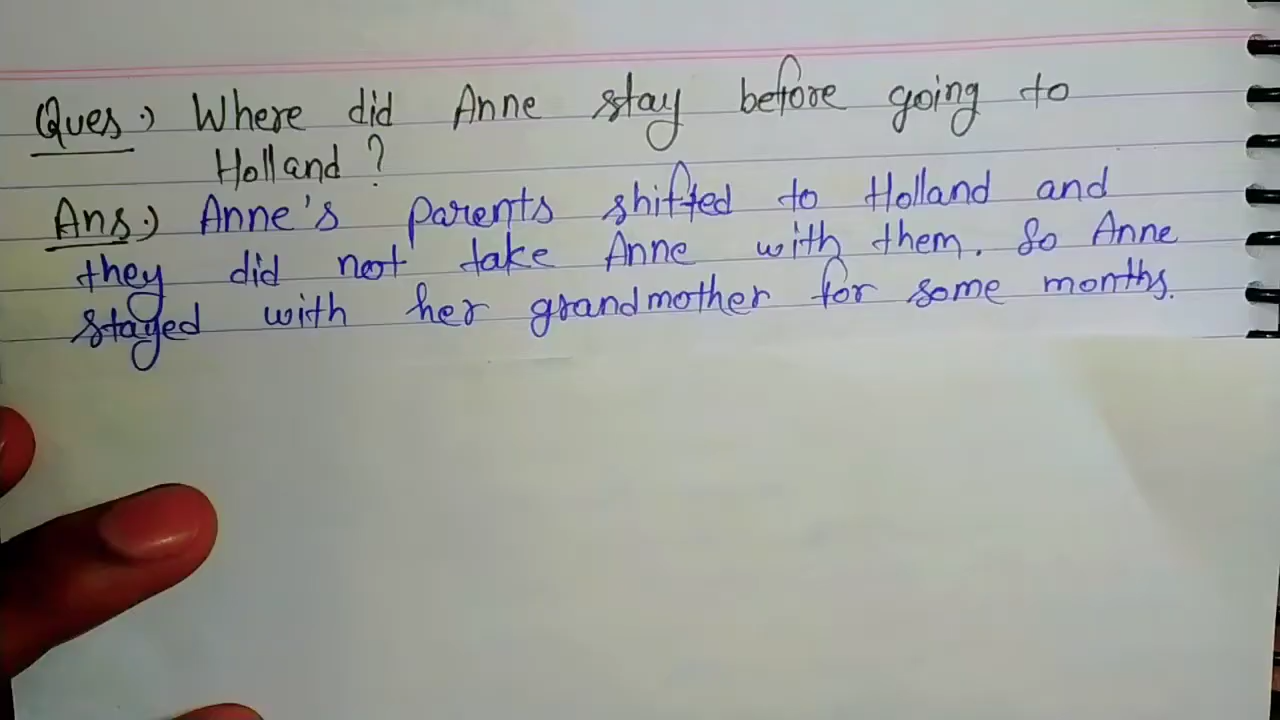 Ques:) Where did Anne stay before going to
Holland?
Ans:) Anne's parents shifted to Holland and
they did not take Anne with them. So Anne
stayed with her grandmother for some months.